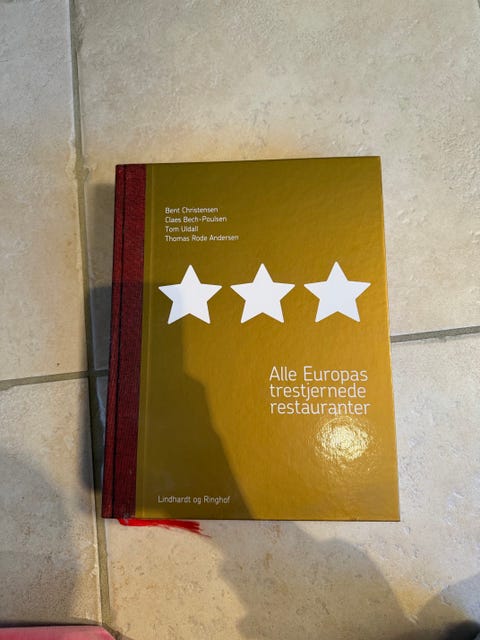 Bent Christensen
Claes Bech-Poulsen
Tom Uldall
Thomas Rode Andersen
Alle Europas
trestjernede
restauranter
Lindhardt og Ringhof